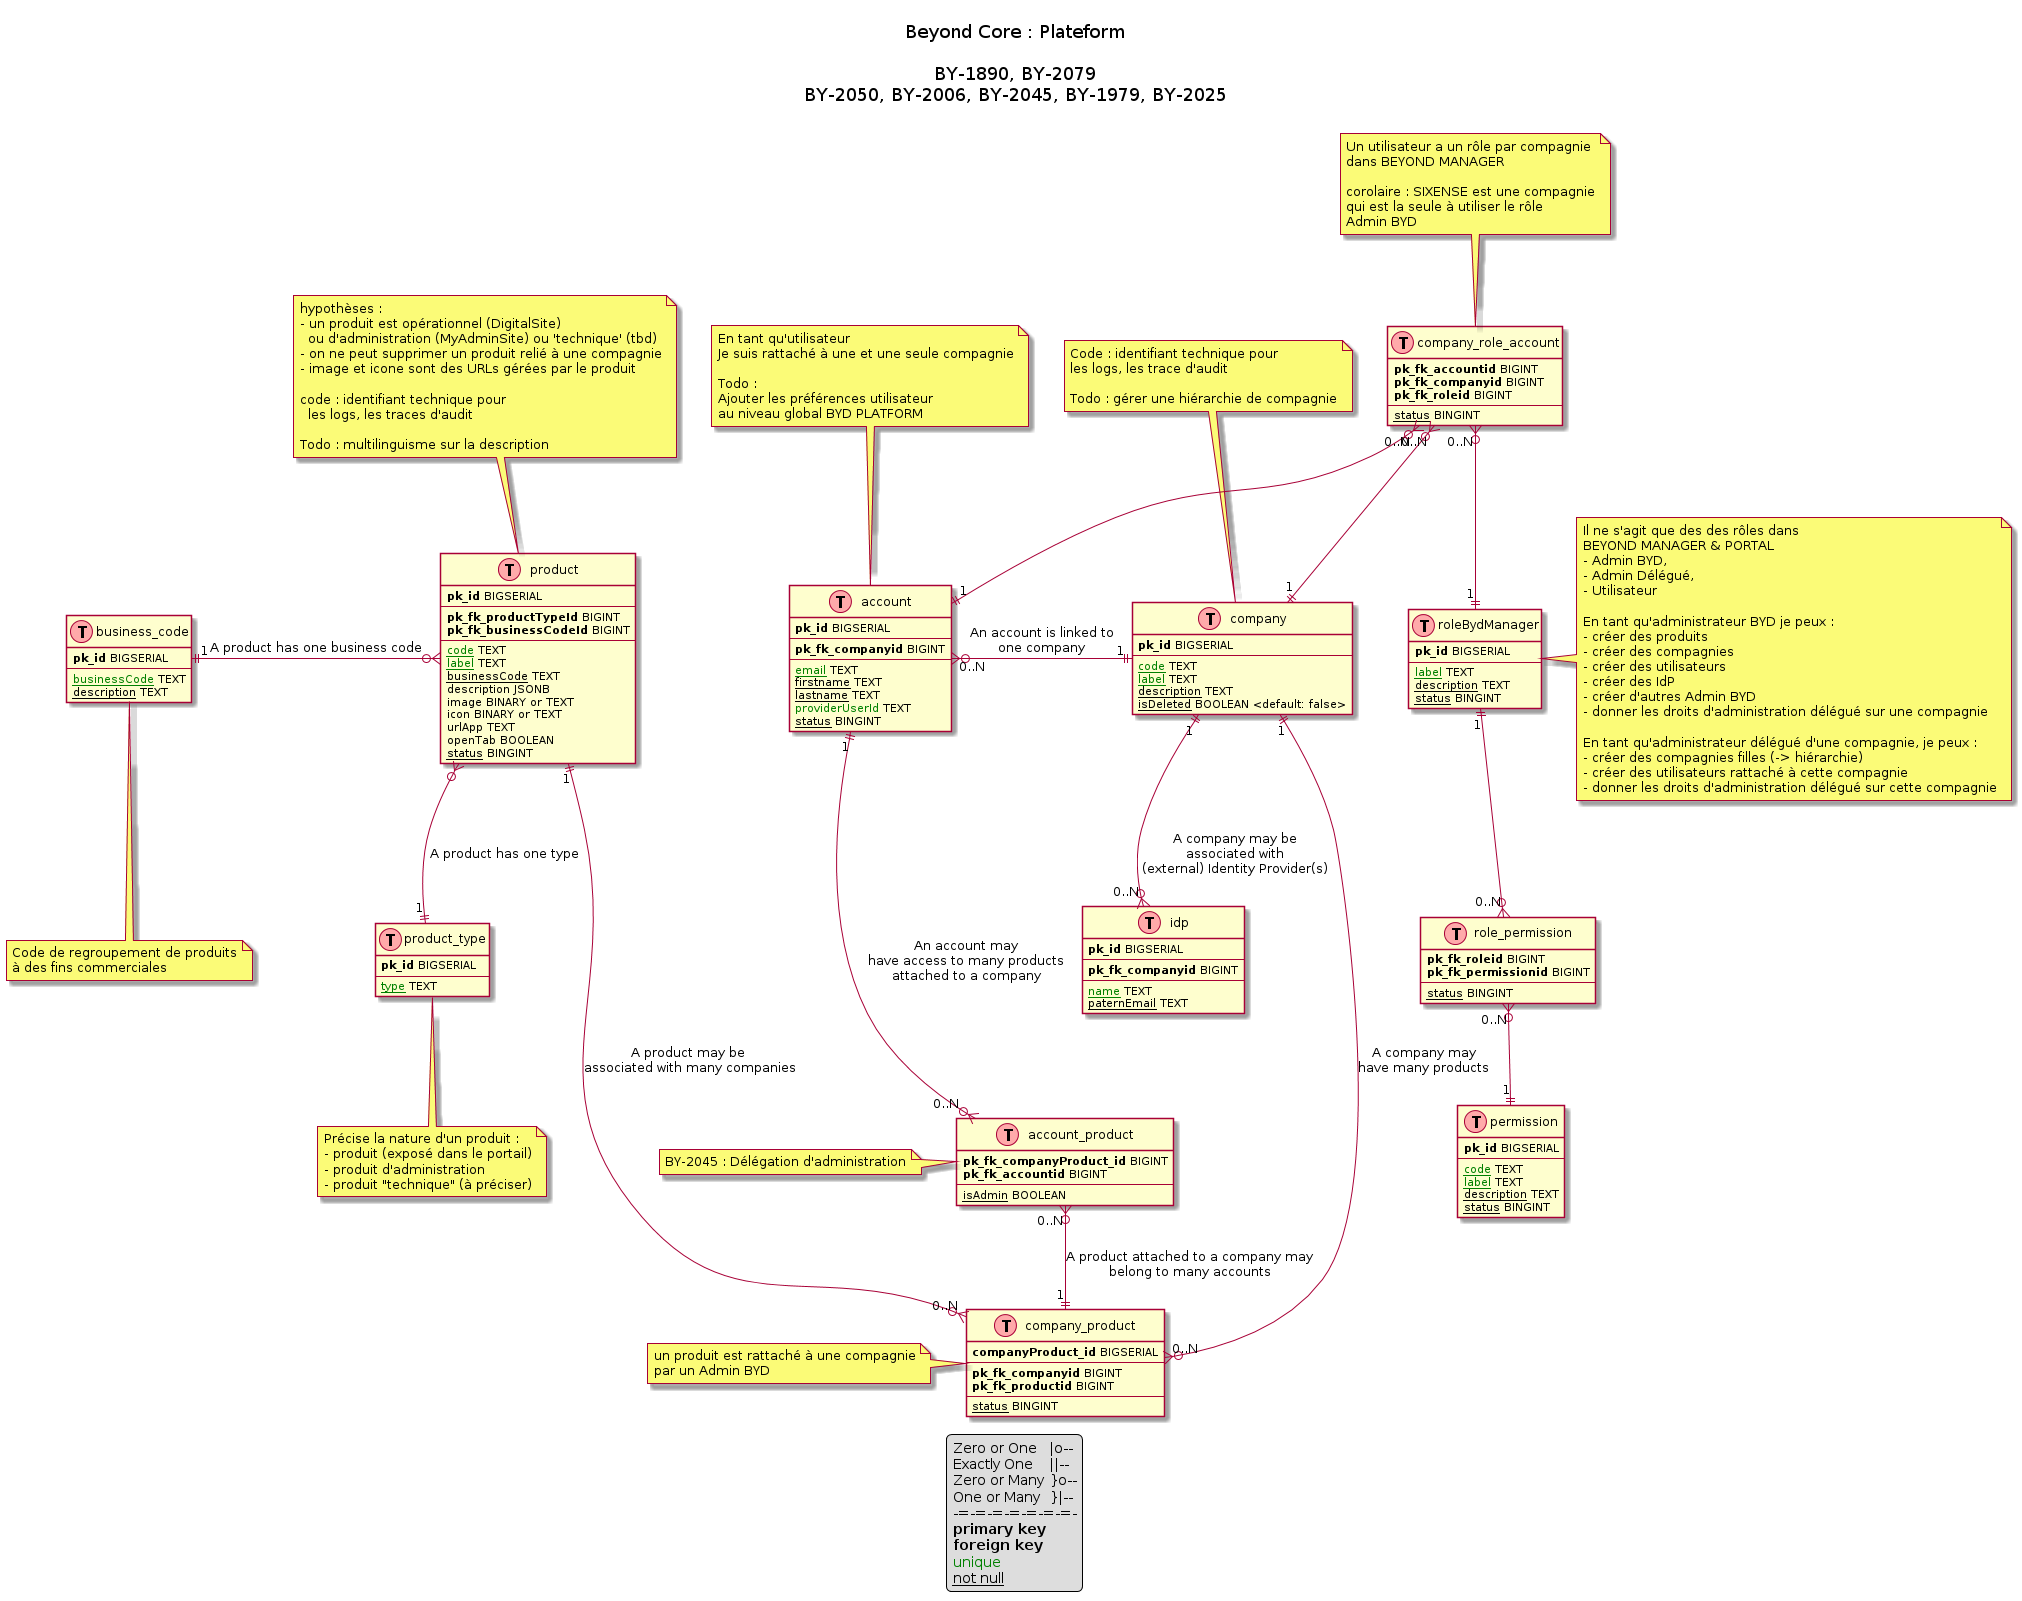 Beyond Core : Plateform
BY-1890, BY-2079
BY-2050, BY-2006, BY-2045, BY-1979, BY-2025
Un utilisateur a un rôle par compagnie
dans BEYOND MANAGER
corolaire : SIXENSE est une compagnie
qui est la seule à utiliser le rôle
Admin BYD
hypothèses :
- un produit est opérationnel (DigitalSite)
ou d'administration (MyAdminSite) ou 'technique' (tbd)
- on ne peut supprimer un produit relié à une compagnie
- image et icone sont des URLs gérées par le produit
code : identifiant technique pour
les logs, les traces d'audit
Todo : multilinguisme sur la description
En tant qu'utilisateur
Je suis rattaché à une et une seule compagnie
Todo :
Ajouter les préférences utilisateur
au niveau global BYD PLATFORM
Code : identifiant technique pour
les logs, les trace d'audit
Todo : gérer une hiérarchie de compagnie
T company_role_account
pk_fk_accountid BIGINT
pk_fk_companyid BIGINT
pk_fk_roleid BIGINT
status BINGINT
0..N
0..N
0..N
Il ne s'agit que des des rôles dans
BEYOND MANAGER & PORTAL
- Admin BYD,
- Admin Délégué,
- Utilisateur
En tant qu'administrateur BYD je peux :
- créer des produits
- créer des compagnies
- créer des utilisateurs
- créer des IdP
- créer d'autres Admin BYD
- donner les droits d'administration délégué sur une compagnie
En tant qu'administrateur délégué d'une compagnie, je peux :
- créer des compagnies filles (-> hiérarchie)
- créer des utilisateurs rattaché à cette compagnie
- donner les droits d'administration délégué sur cette compagnie
T business_code
pk_id BIGSERIAL
businessCode TEXT
description TEXT
1
A product has one business code
T product
pk_id BIGSERIAL
pk_fk_productTypeId BIGINT
pk_fk_businessCodeId BIGINT
code TEXT
label TEXT
businessCode TEXT
description JSONB
image BINARY or TEXT
icon BINARY or TEXT
urlApp TEXT
openTab BOOLEAN
status BINGINT
1
T account
pk_id BIGSERIAL
pk_fk_companyid BIGINT
email TEXT
firstname TEXT
lastname TEXT
providerUserId TEXT
status BINGINT
1
1
An account is linked to
one company
0..N
1
T company
pk_id BIGSERIAL
code TEXT
label TEXT
description TEXT
isDeleted BOOLEAN <default: false>
1
1
1
T roleBydManager
pk_id BIGSERIAL
label TEXT
description TEXT
status BINGINT
1
1
A product has one type
1
A company may be
associated with
(external) Identity Provider(s)
0..N
0..N
T product_type
pk_id BIGSERIAL
type TEXT
Code de regroupement de produits
à des fins commerciales
An account may
have access to many products
attached to a company
T idp
pk_id BIGSERIAL
pk_fk_companyid BIGINT
name TEXT
paternEmail TEXT
T role_permission
pk_fk_roleid BIGINT
pk_fk_permissionid BIGINT
status BINGINT
0..N
A product may be
associated with many companies
A company may
have many products
1
0..N
Précise la nature d'un produit :
- produit (exposé dans le portail)
- produit d'administration
- produit "technique" (à préciser)
BY-2045 : Délégation d'administration
T account_product
pk_fk_companyProduct_id BIGINT
pk_fk_accountid BIGINT
isAdmin BOOLEAN
0..N
T permission
pk_id BIGSERIAL
code TEXT
label TEXT
description TEXT
status BINGINT
A product attached to a company may
belong to many accounts
1
0..N
0..N
un produit est rattaché à une compagnie
par un Admin BYD
T company_product
companyProduct_id BIGSERIAL
pk_fk_companyid BIGINT
pk_fk_productid BIGINT
status BINGINT
Zero or One |o--
Exactly One ||--
Zero or Many }o--
One or Many }|--
-=-=-=-=-=-=-=-
primary key
foreign key
unique
not null